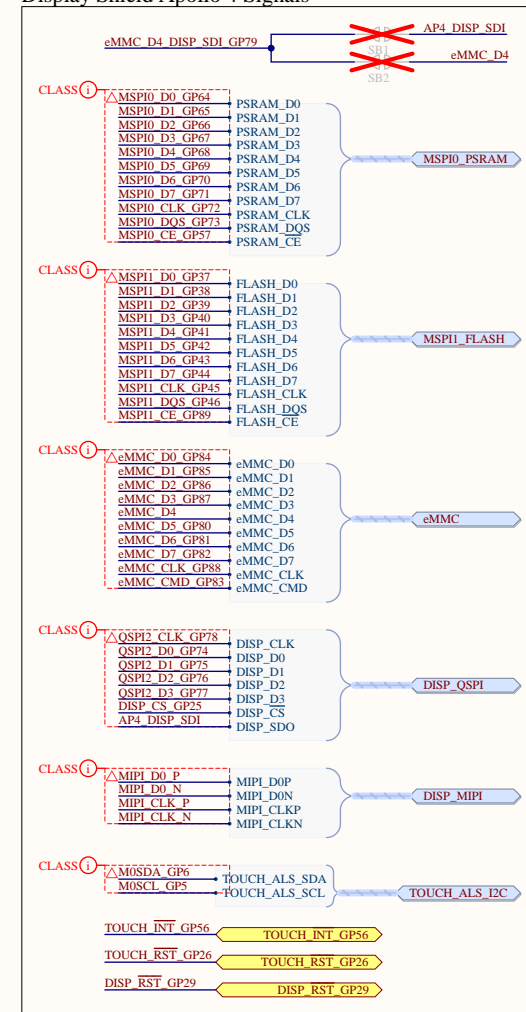 Display Shield Apollo 4 Signals
AP4_DISP_SDI
eMMC_D4_DISP_SDI_GP79
SB1
eMMC_D4
SB2
CLASS i
MSPI0_D0_GP64 PSRAM_D0
MSPI0_D1_GP65 PSRAM_D1
MSPI0_D2_GP66 PSRAM_D2
MSPI0_D3_GP67 PSRAM_D3
MSPI0_D4_GP68 PSRAM_D4
MSPI0_D5_GP69 PSRAM_D5
MSPI0_D6_GP70 PSRAM_D6
MSPI0_D7_GP71 PSRAM_D7
MSPI0_CLK_GP72 PSRAM_CLK
MSPI0_DQS_GP73 PSRAM_DQS
MSPI0_CE_GP57 PSRAM_CE
MSPI0_PSRAM
CLASS i
MSPI1_D0_GP37 FLASH_D0
MSPI1_D1_GP38 FLASH_D1
MSPI1_D2_GP39 FLASH_D2
MSPI1_D3_GP40 FLASH_D3
MSPI1_D4_GP41 FLASH_D4
MSPI1_D5_GP42 FLASH_D5
MSPI1_D6_GP43 FLASH_D6
MSPI1_D7_GP44 FLASH_D7
MSPI1_CLK_GP45 FLASH_CLK
MSPI1_DQS_GP46 FLASH_DQS
MSPI1_CE_GP89 FLASH_CE
MSPI1_FLASH
CLASS i
eMMC_D0_GP84 eMMC_D0
eMMC_D1_GP85 eMMC_D1
eMMC_D2_GP86 eMMC_D2
eMMC_D3_GP87 eMMC_D3
eMMC_D4 eMMC_D4
eMMC_D5_GP80 eMMC_D5
eMMC_D6_GP81 eMMC_D6
eMMC_D7_GP82 eMMC_D7
eMMC_CLK_GP88 eMMC_CLK
eMMC_CMD_GP83 eMMC_CMD
eMMC
CLASS i
QSPI2_CLK_GP78 DISP_CLK
QSPI2_D0_GP74 DISP_D0
QSPI2_D1_GP75 DISP_D1
QSPI2_D2_GP76 DISP_D2
QSPI2_D3_GP77 DISP_D3
DISP_CS_GP25 DISP_CS
AP4_DISP_SDI DISP_SDO
DISP_QSPI
CLASS i
MIPI_D0_P MIPI_D0P
MIPI_D0_N MIPI_D0N
MIPI_CLK_P MIPI_CLKP
MIPI_CLK_N MIPI_CLKN
DISP_MIPI
CLASS i
M0SDA_GP6 TOUCH_ALS_SDA
M0SCL_GP5 TOUCH_ALS_SCL
TOUCH_ALS_I2C
TOUCH_INT_GP56 TOUCH_INT_GP56
TOUCH_RST_GP26 TOUCH_RST_GP26
DISP_RST_GP29 DISP_RST_GP29